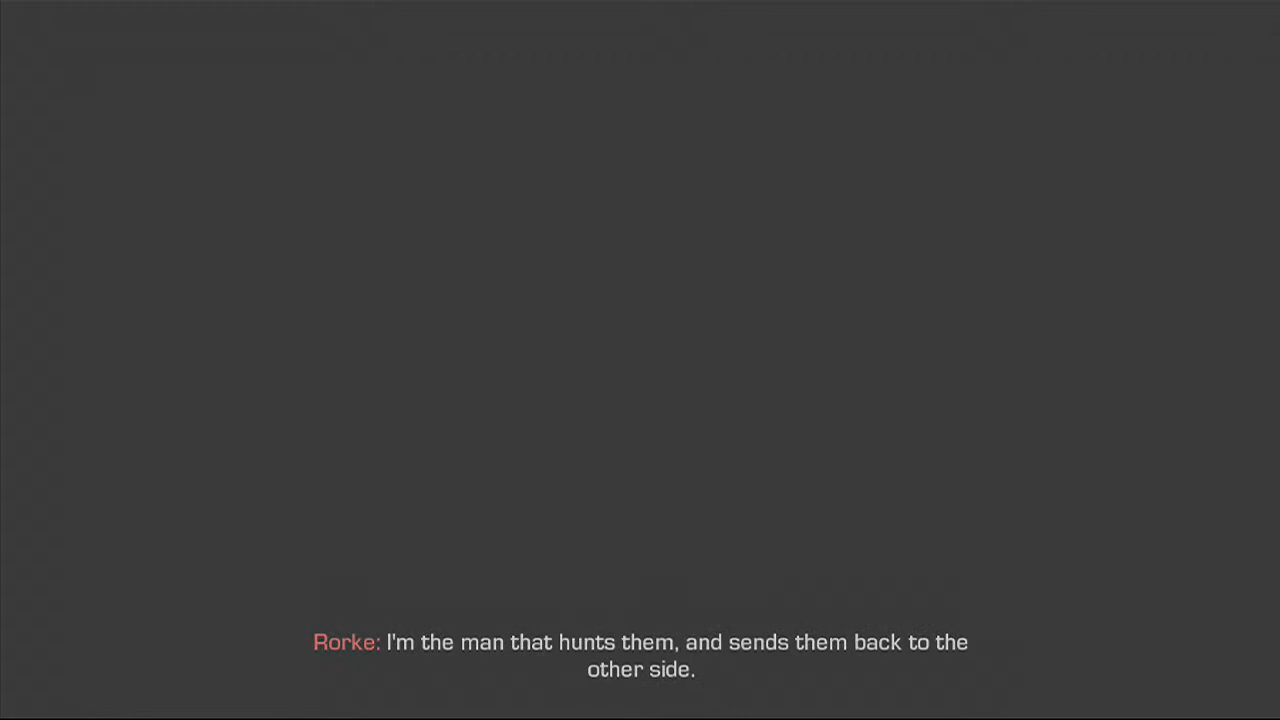 Rorke: I'm the man that hunts them, and sends them back to the
other side.